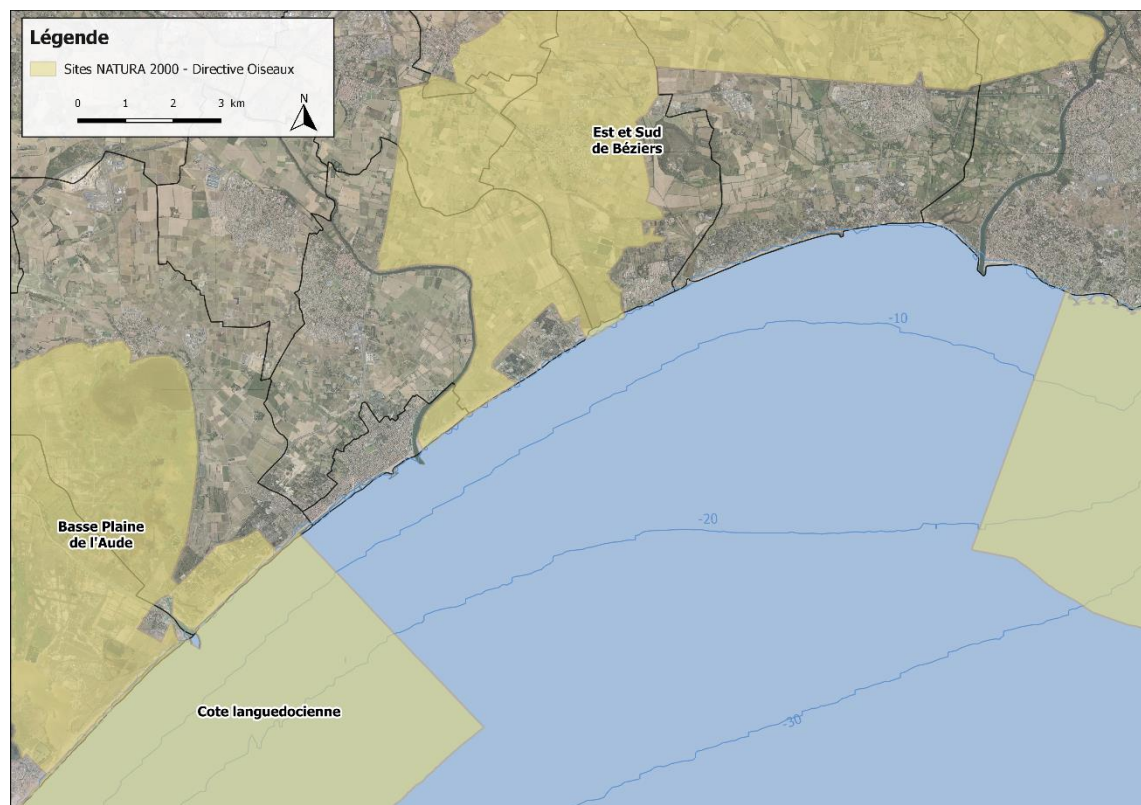 Légende
Sites NATURA 2000 - Directive Oiseaux
0 1 2 3 km
N
Est et Sud
de Béziers
-10
Basse Plaine
de l'Aude
-20
Cote languedocienne
-30